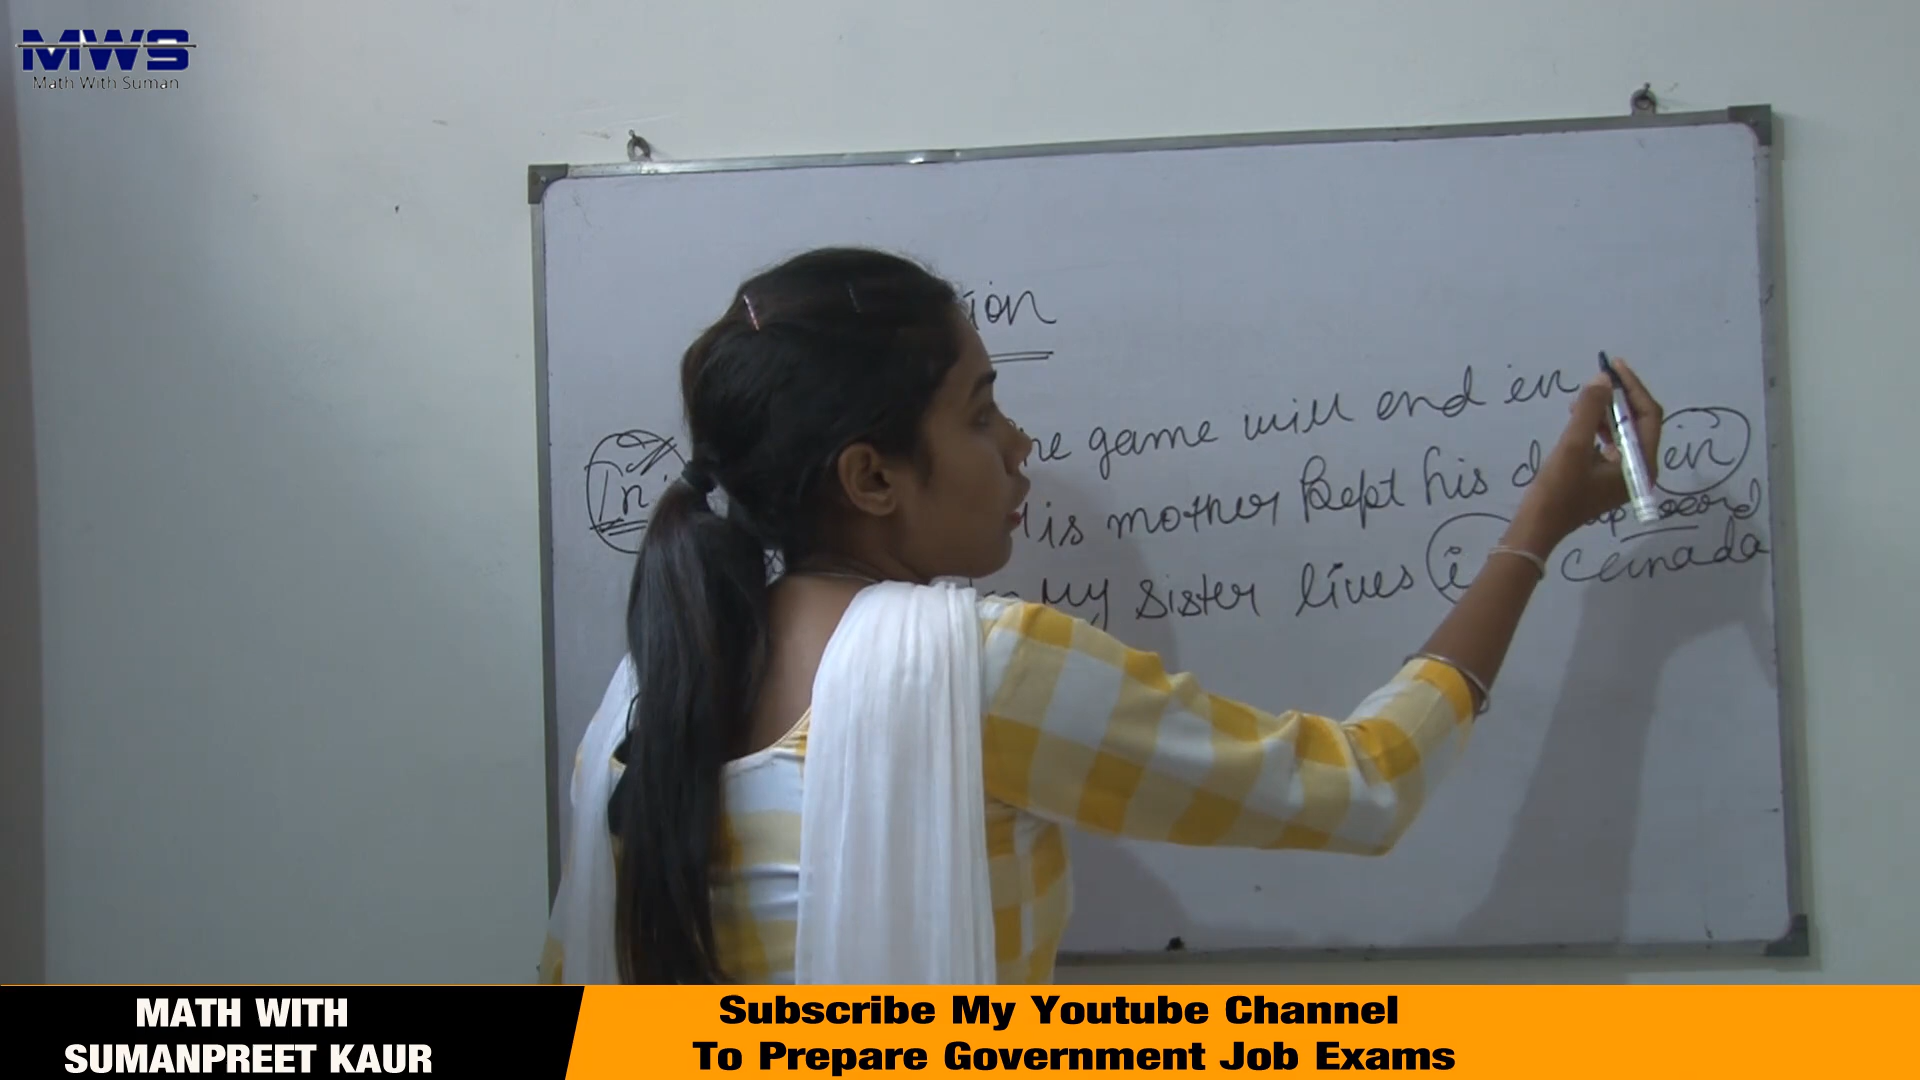 MWS
Math With Suman
ion
In
game will end in
in
is mother kept his
My sister lives i Canada
MATH WITH
SUMANPREET KAUR
Subscribe My Youtube Channel
To Prepare Government Job Exams